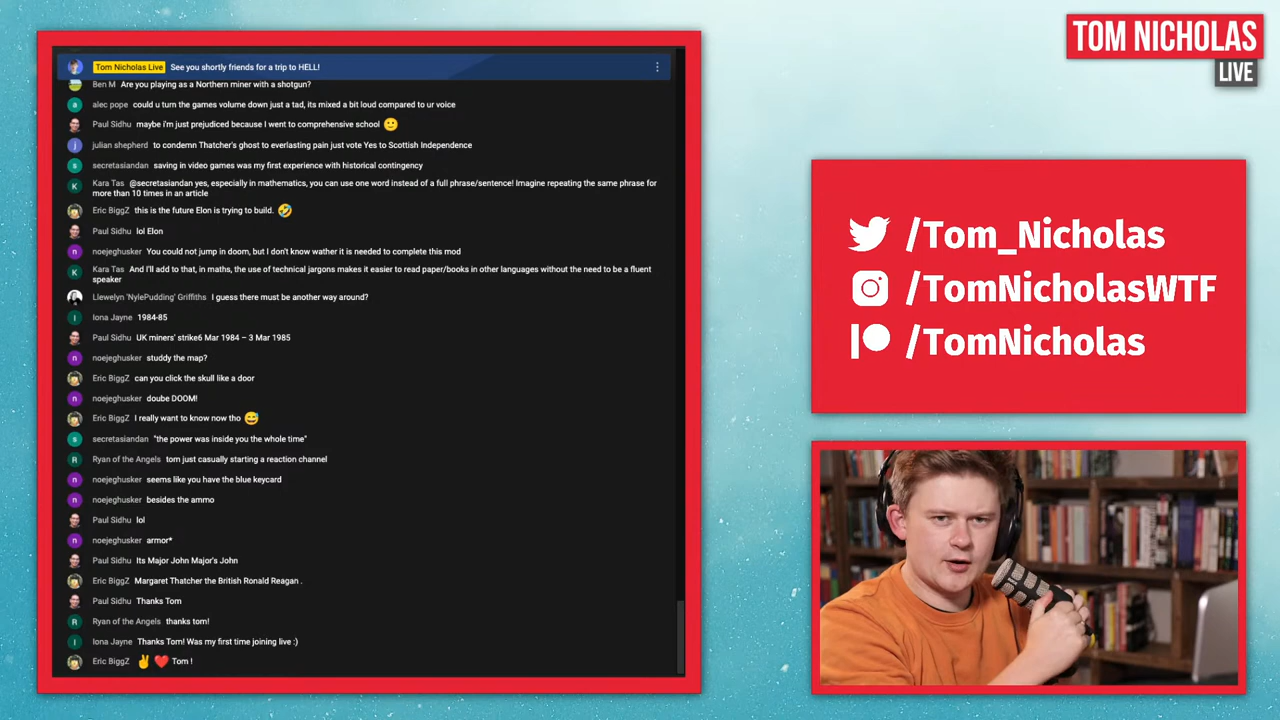 TOM NICHOLAS
LIVE
Tom Nicholas Live See you shortly friends for a trip to HELL!
Ben M Are you playing as a Northern miner with a shotgun?
alec pope could u turn the games volume down just a tad, its mixed a bit loud compared to ur voice
Paul Sidhu maybe i'm just prejudiced because I went to comprehensive school 🙂
julian shepherd to condemn Thatcher's ghost to everlasting pain just vote Yes to Scottish Independence
secretasiandan saving in video games was my first experience with historical contingency
Kara Tas @secretasiandan yes, especially in mathematics, you can use one word instead of a full phrase/sentence! Imagine repeating the same phrase for
more than 10 times in an article
Eric BiggZ this is the future Elon is trying to build. 🤣
Paul Sidhu lol Elon
noejeghusker You could not jump in doom, but I don't know wather it is needed to complete this mod
Kara Tas And I'll add to that, in maths, the use of technical jargons makes it easier to read paper/books in other languages without the need to be a fluent
speaker
Llewelyn 'NylePudding' Griffiths I guess there must be another way around?
Iona Jayne 1984-85
Paul Sidhu UK miners' strike6 Mar 1984 – 3 Mar 1985
noejeghusker studdy the map?
Eric BiggZ can you click the skull like a door
noejeghusker doube DOOM!
Eric BiggZ I really want to know now tho 😅
secretasiandan "the power was inside you the whole time"
Ryan of the Angels tom just casually starting a reaction channel
noejeghusker seems like you have the blue keycard
noejeghusker besides the ammo
Paul Sidhu lol
noejeghusker armor*
Paul Sidhu Its Major John Major's John
Eric BiggZ Margaret Thatcher the British Ronald Reagan .
Paul Sidhu Thanks Tom
Ryan of the Angels thanks tom!
Iona Jayne Thanks Tom! Was my first time joining live :)
Eric BiggZ ✌️ ❤️ Tom !
/Tom_Nicholas
/TomNicholasWTF
/TomNicholas